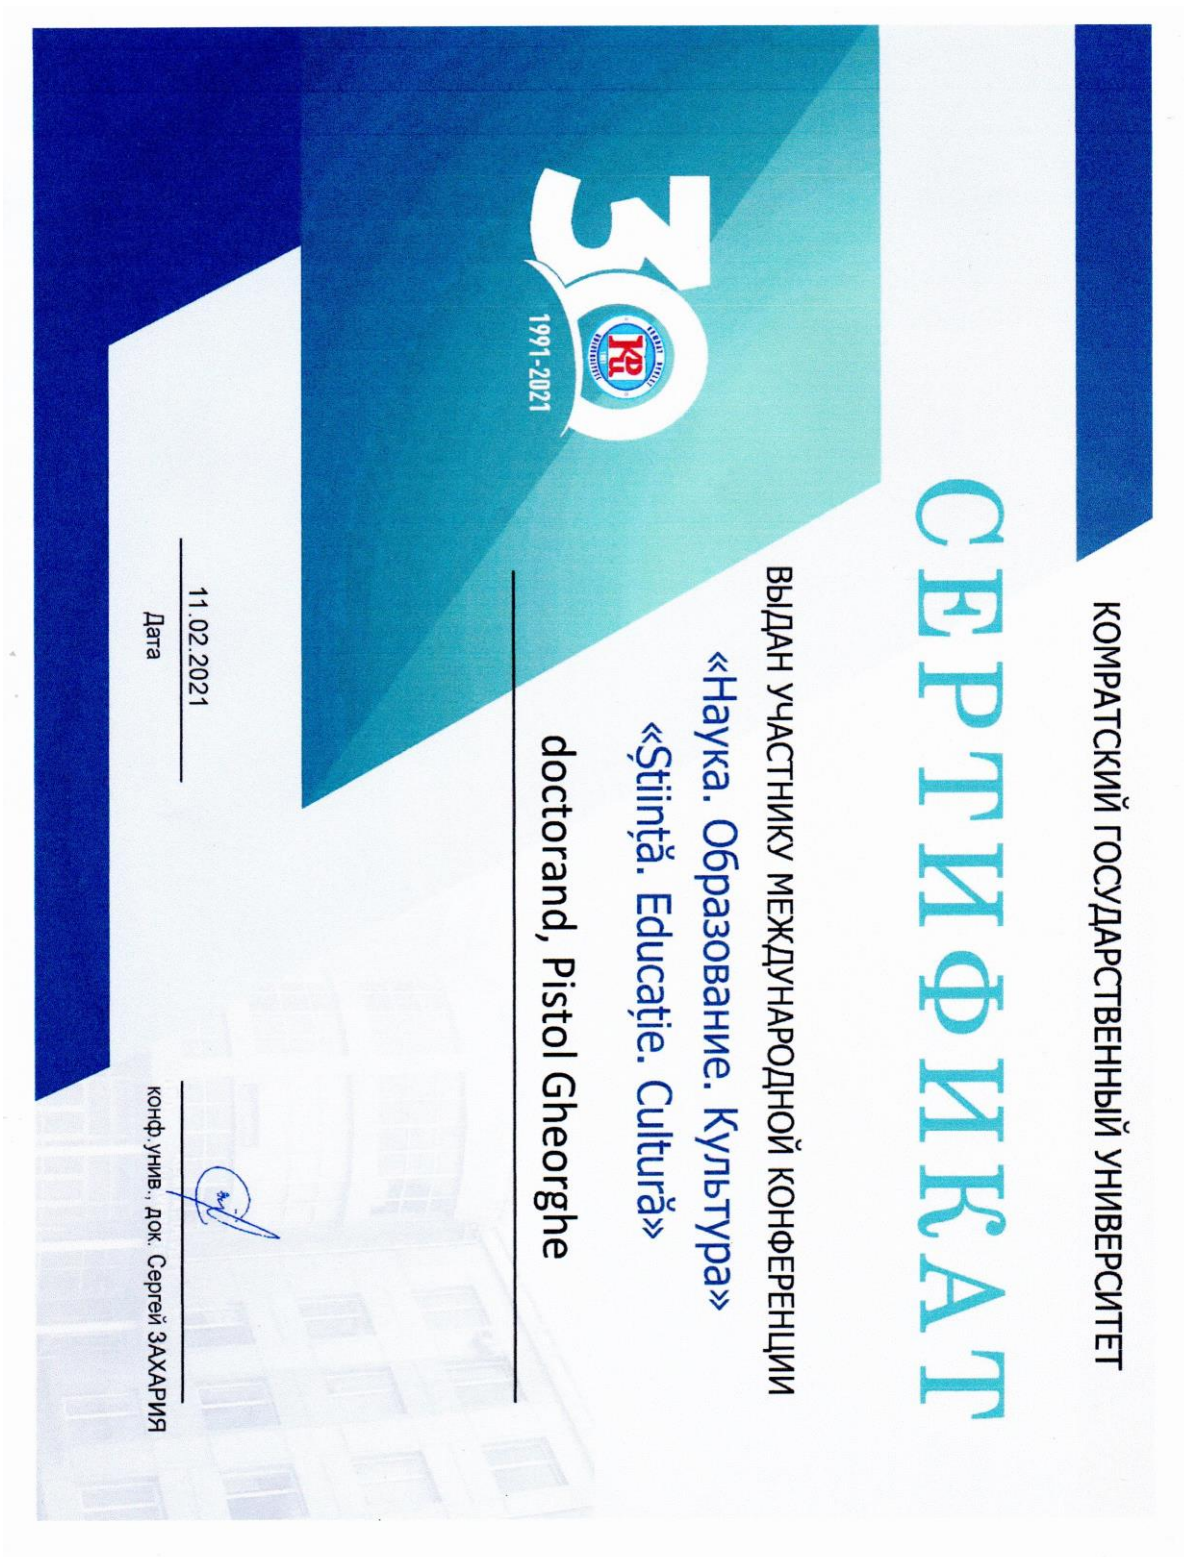 КОМРАТСКИЙ ГОСУДАРСТВЕННЫЙ УНИВЕРСИТЕТ
СЕРТИФИКАТ
30
1991-2021
ВЫДАН УЧАСТНИКУ МЕЖДУНАРОДНОЙ КОНФЕРЕНЦИИ
«Наука. Образование. Культура»
«Știință. Educație. Cultură»
doctorand, Pistol Gheorghe
11.02.2021
Дата
конф.унив., док. Сергей ЗАХАРИЯ